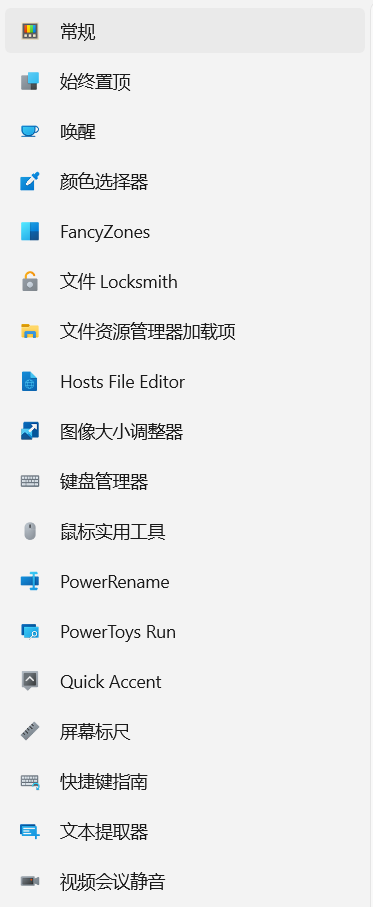 常规
始终置顶
唤醒
颜色选择器
FancyZones
文件 Locksmith
文件资源管理器加载项
Hosts File Editor
图像大小调整器
键盘管理器
鼠标实用工具
PowerRename
PowerToys Run
Quick Accent
屏幕标尺
快捷键指南
文本提取器
视频会议静音